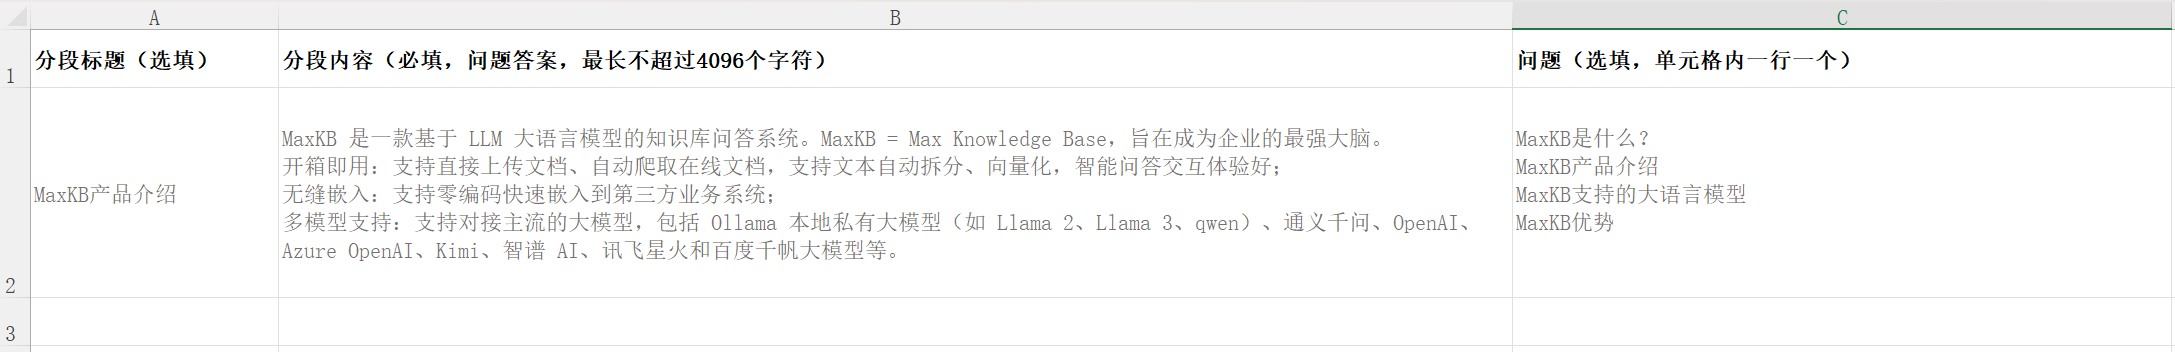 A B C
1 分段标题（选填） 分段内容（必填，问题答案，最长不超过4096个字符） 问题（选填，单元格内一行一个）
2 MaxKB产品介绍
MaxKB 是一款基于 LLM 大语言模型的知识库问答系统。MaxKB = Max Knowledge Base，旨在成为企业的最强大脑。
开箱即用：支持直接上传文档、自动爬取在线文档，支持文本自动拆分、向量化，智能问答交互体验好；
无缝嵌入：支持零编码快速嵌入到第三方业务系统；
多模型支持：支持对接主流的大模型，包括 Ollama 本地私有大模型（如 Llama 2、Llama 3、qwen）、通义千问、OpenAI、
Azure OpenAI、Kimi、智谱 AI、讯飞星火和百度千帆大模型等。
MaxKB是什么？
MaxKB产品介绍
MaxKB支持的大语言模型
MaxKB优势
3